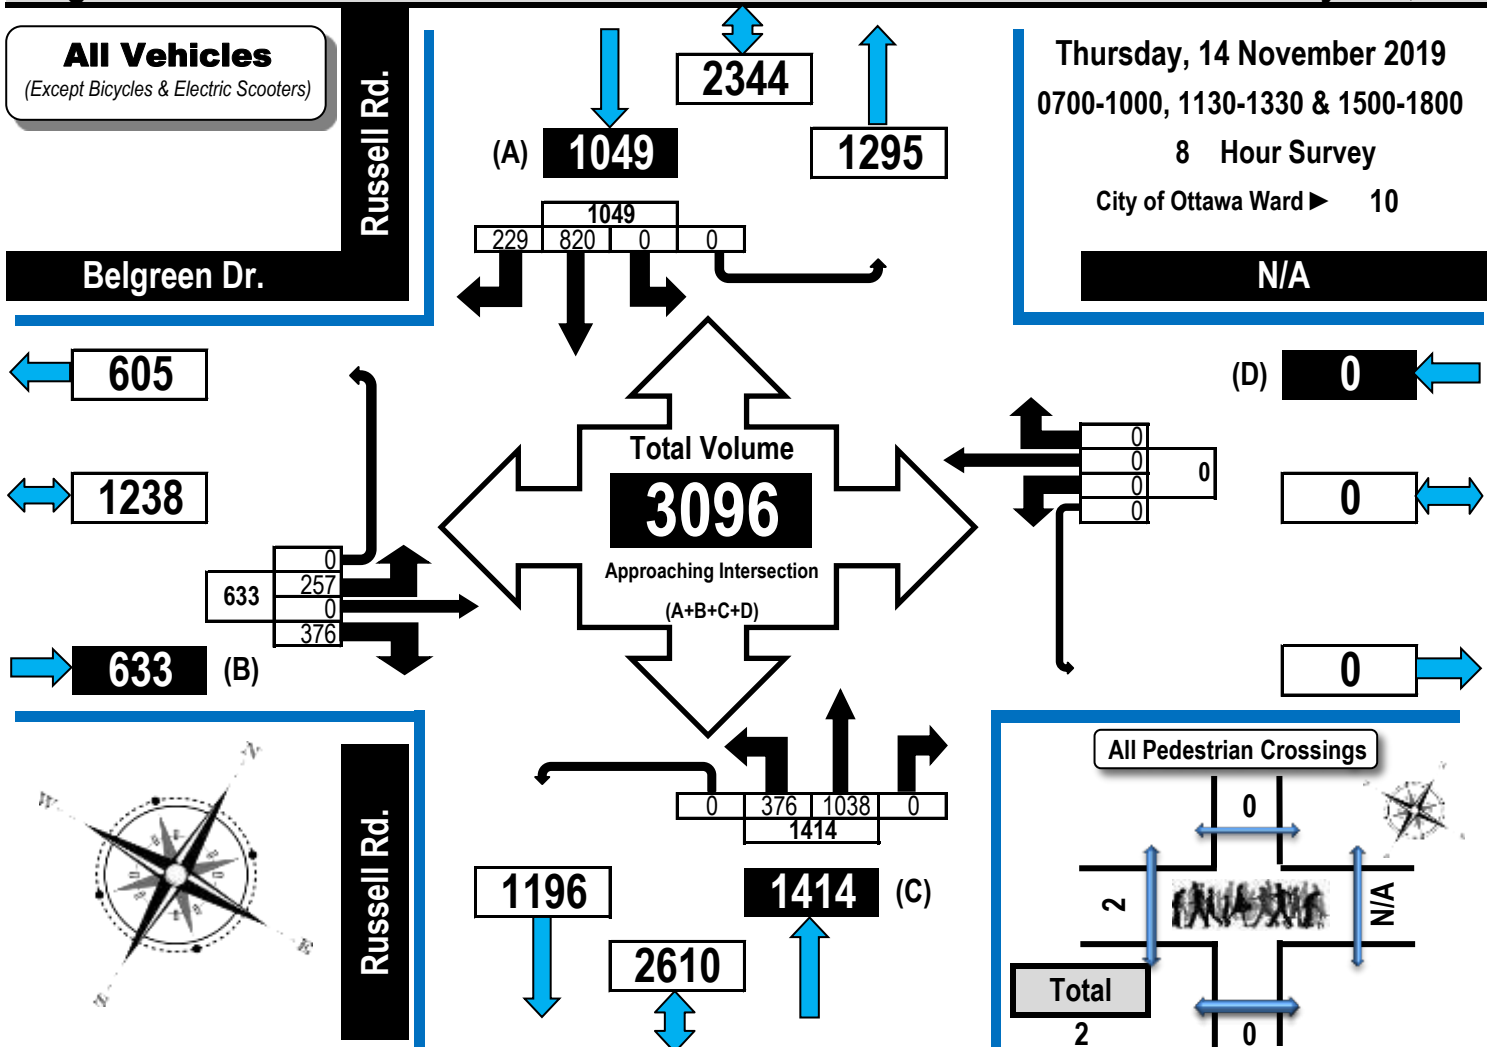 All Vehicles
(Except Bicycles & Electric Scooters)
Russell Rd.
Belgreen Dr.
2344
(A) 1049
1295
1049
229 820 0 0
Thursday, 14 November 2019
0700-1000, 1130-1330 & 1500-1800
8 Hour Survey
City of Ottawa Ward ► 10
N/A
605
1238
0
257
633
0
376
633 (B)
Total Volume
3096
Approaching Intersection
(A+B+C+D)
(D) 0
0
0
0
0
0
0
0
0 376 1038 0
1414
1196
1414 (C)
2610
Russell Rd.
N
W
E
S
All Pedestrian Crossings
0
2
N/A
Total
2
0